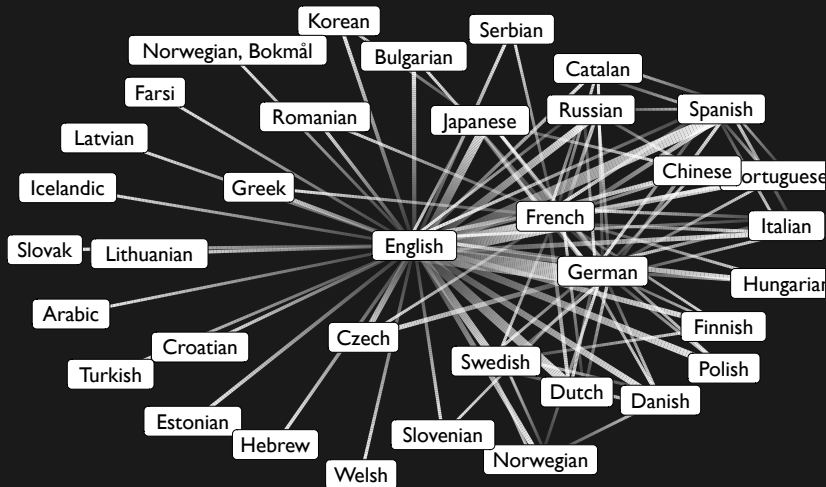 Korean
Serbian
Norwegian, Bokmål
Bulgarian
Catalan
Farsi
Romanian
Japanese
Russian
Spanish
Latvian
Chinese
ortuguese
Icelandic
Greek
French
Italian
Slovak
Lithuanian
English
German
Hungarian
Arabic
Croatian
Czech
Finnish
Turkish
Swedish
Polish
Dutch
Danish
Estonian
Hebrew
Slovenian
Norwegian
Welsh